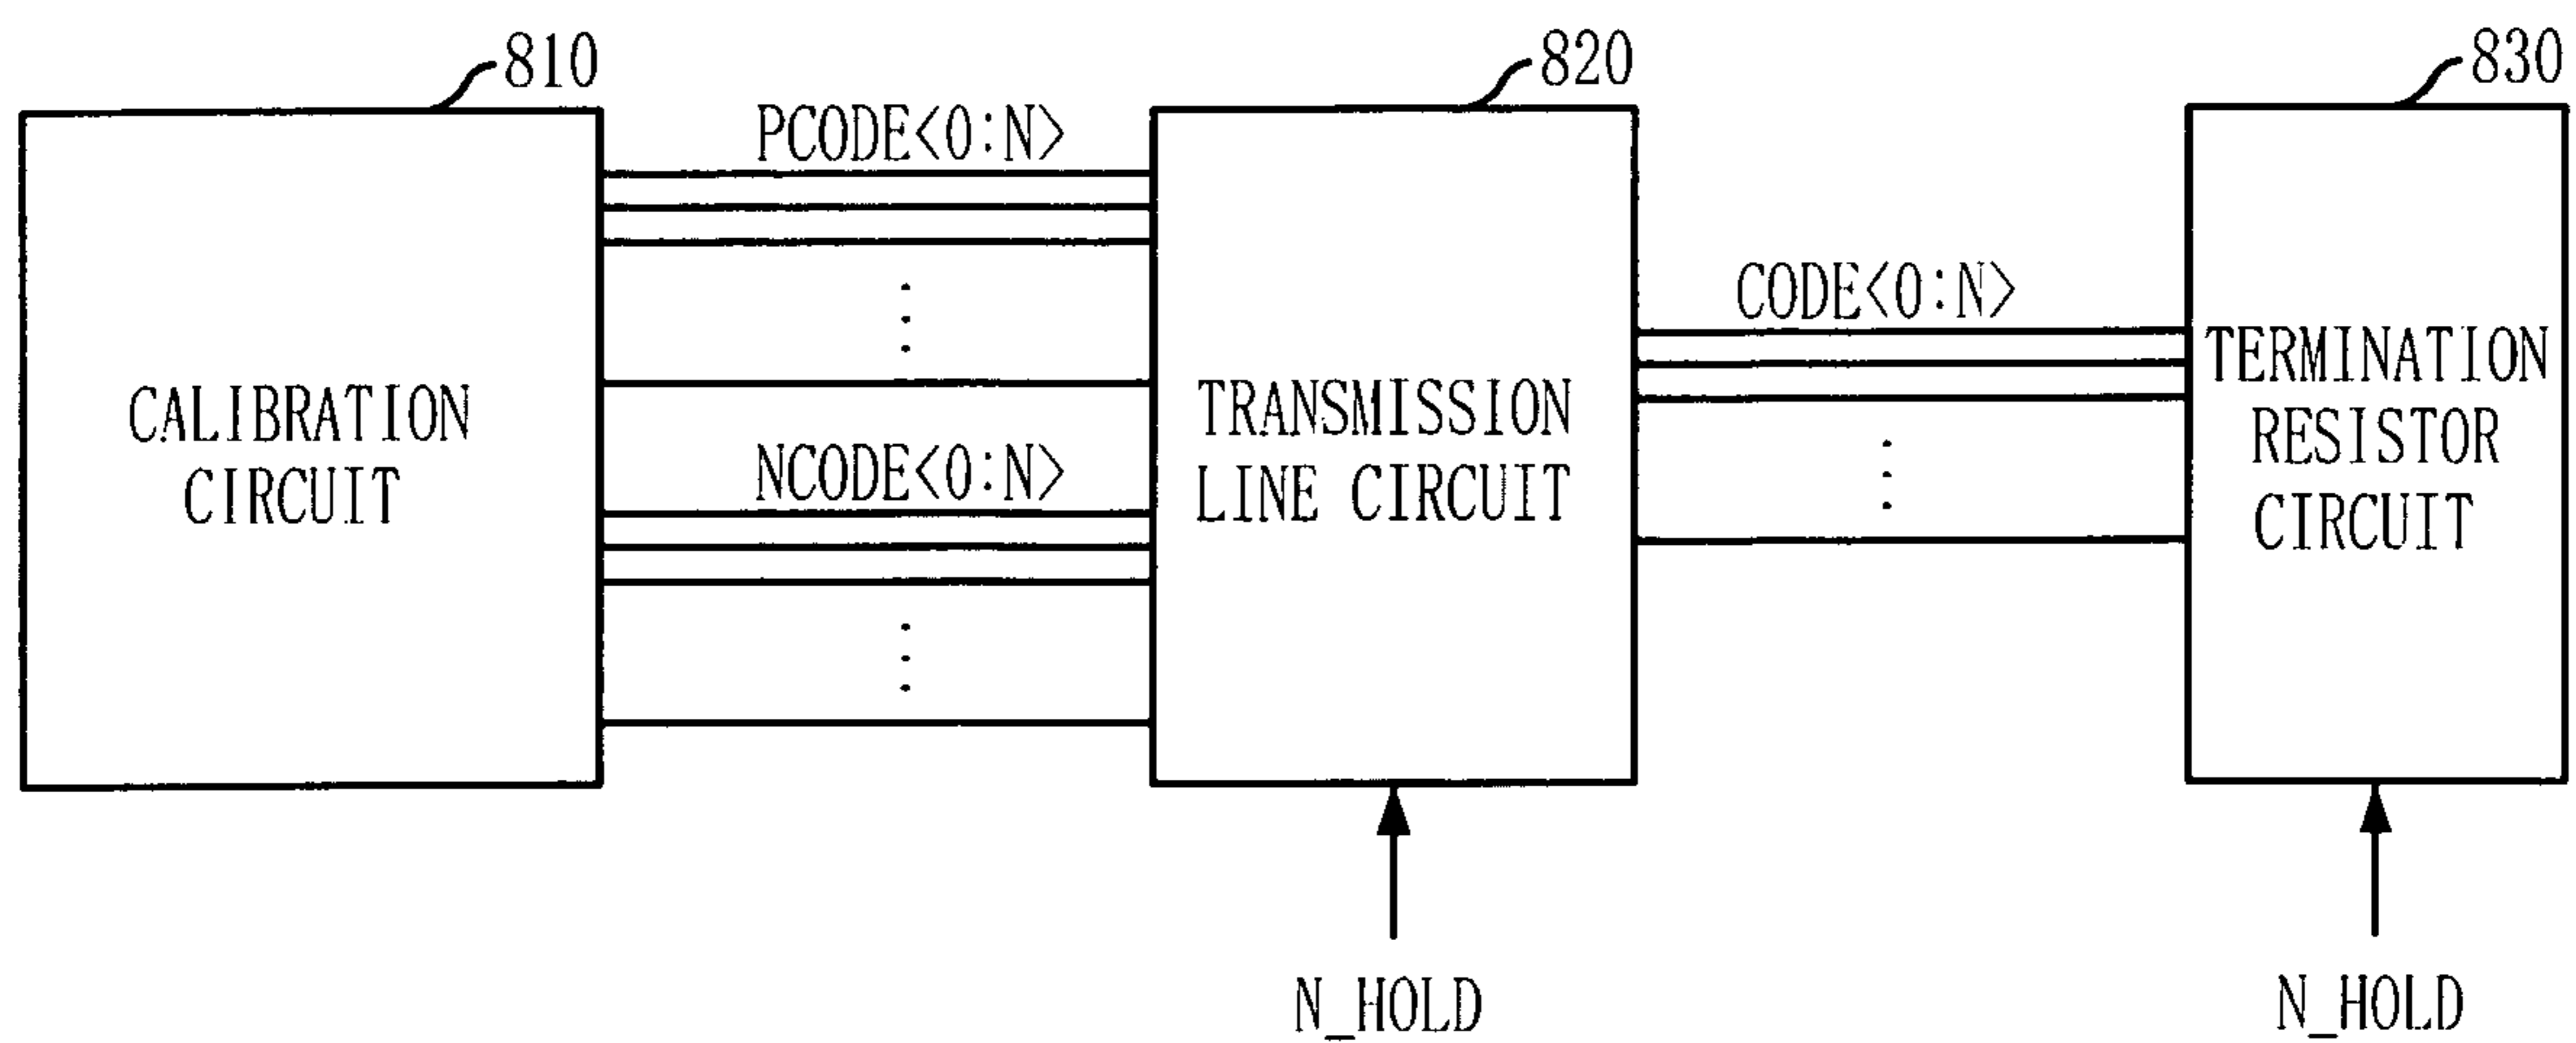 810
820
830
PCODE<0:N>
CODE<0:N>
CALIBRATION
CIRCUIT
NCODE<0:N>
TRANSMISSION
LINE CIRCUIT
TERMINATION
RESISTOR
CIRCUIT
N_HOLD
N_HOLD